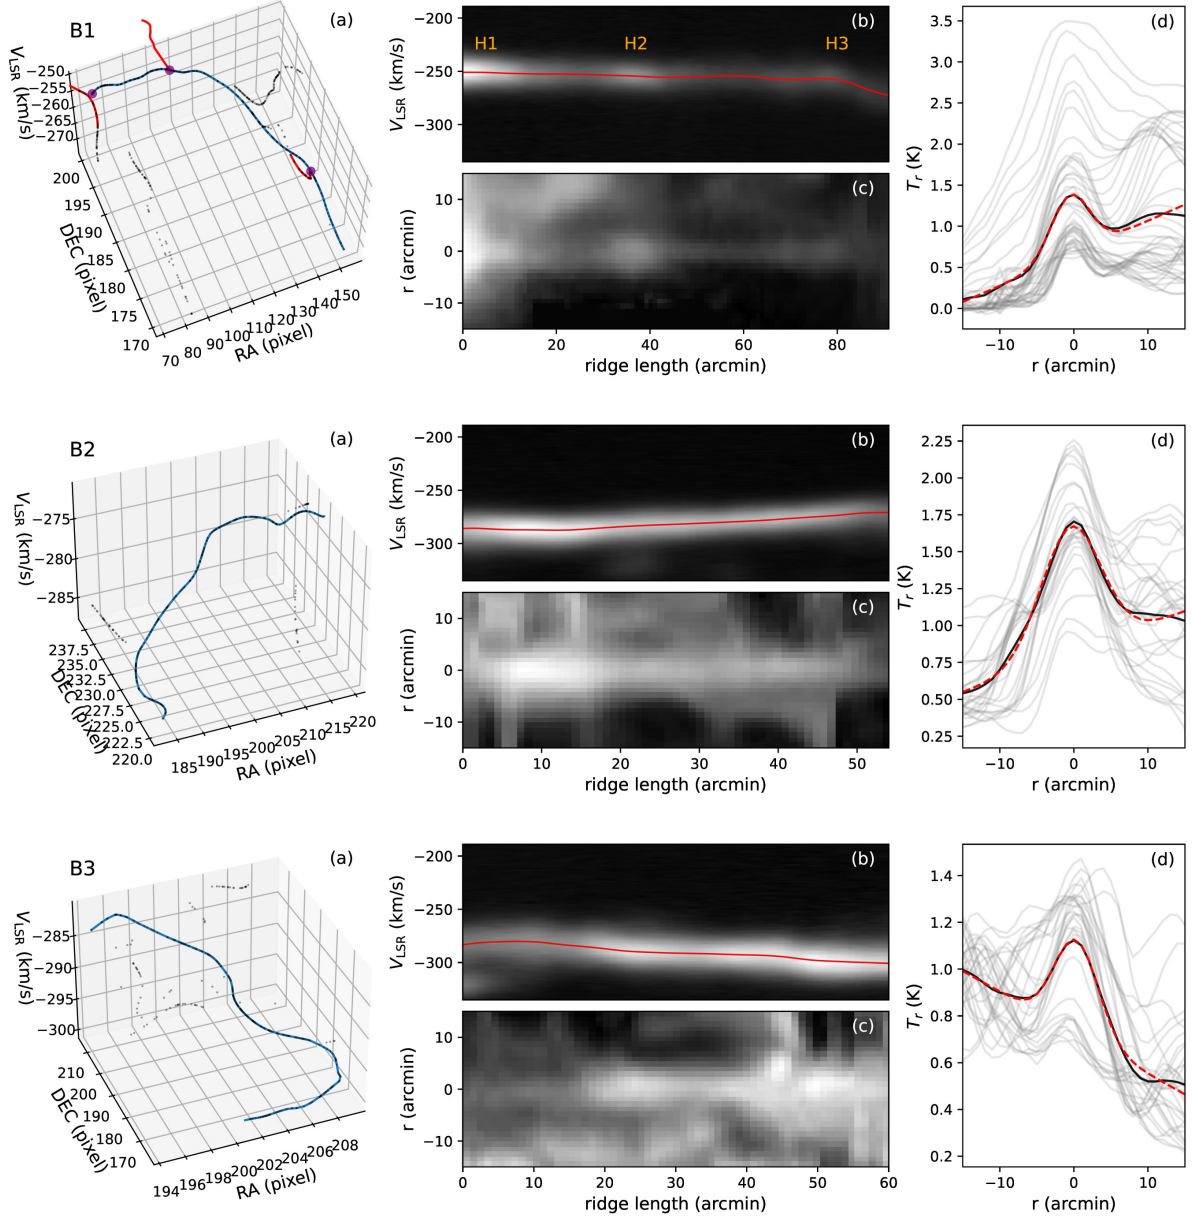 B1
(a)
V_LSR (km/s)
−250
−255
−260
−265
−270
200
195
190
185
180
175
170
DEC (pixel)
70 80 90 100 110 120 130 140 150
RA (pixel)
(b)
H1 H2 H3
V_LSR (km/s)
−200
−250
−300
(c)
r (arcmin)
10
0
−10
0 20 40 60 80
ridge length (arcmin)
(d)
T_r (K)
3.5
3.0
2.5
2.0
1.5
1.0
0.5
0.0
−10 0 10
r (arcmin)
B2
(a)
V_LSR (km/s)
−275
−280
−285
237.5
235.0
232.5
230.0
227.5
225.0
222.5
220.0
DEC (pixel)
185 190 195 200 205 210 215 220
RA (pixel)
(b)
V_LSR (km/s)
−200
−250
−300
(c)
r (arcmin)
10
0
−10
0 10 20 30 40 50
ridge length (arcmin)
(d)
T_r (K)
2.25
2.00
1.75
1.50
1.25
1.00
0.75
0.50
0.25
−10 0 10
r (arcmin)
B3
(a)
V_LSR (km/s)
−285
−290
−295
−300
210
200
190
180
170
DEC (pixel)
194 196 198 200 202 204 206 208
RA (pixel)
(b)
V_LSR (km/s)
−200
−250
−300
(c)
r (arcmin)
10
0
−10
0 10 20 30 40 50 60
ridge length (arcmin)
(d)
T_r (K)
1.4
1.2
1.0
0.8
0.6
0.4
0.2
−10 0 10
r (arcmin)